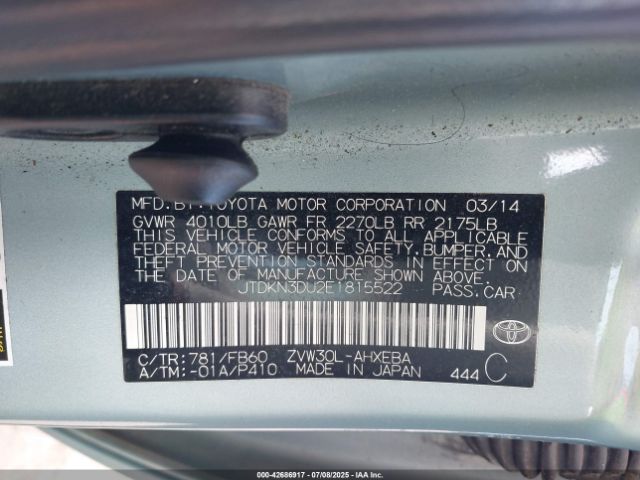 MFD.BY:TOYOTA MOTOR CORPORATION 03/14
GVWR 4010LB GAWR FR 2270LB RR 2175LB
THIS VEHICLE CONFORMS TO ALL APPLICABLE
FEDERAL MOTOR VEHICLE SAFETY,BUMPER,AND
THEFT PREVENTION STANDARDS IN EFFECT ON
THE DATE OF MANUFACTURE SHOWN ABOVE.
JTDKN3DU2E1815522 PASS.CAR
C/TR:781/FB60 ZVW30L-AHXEBA
A/TM:-01A/P410 MADE IN JAPAN 444 C
000-42686917 07/08/2025 - IAAI.COM